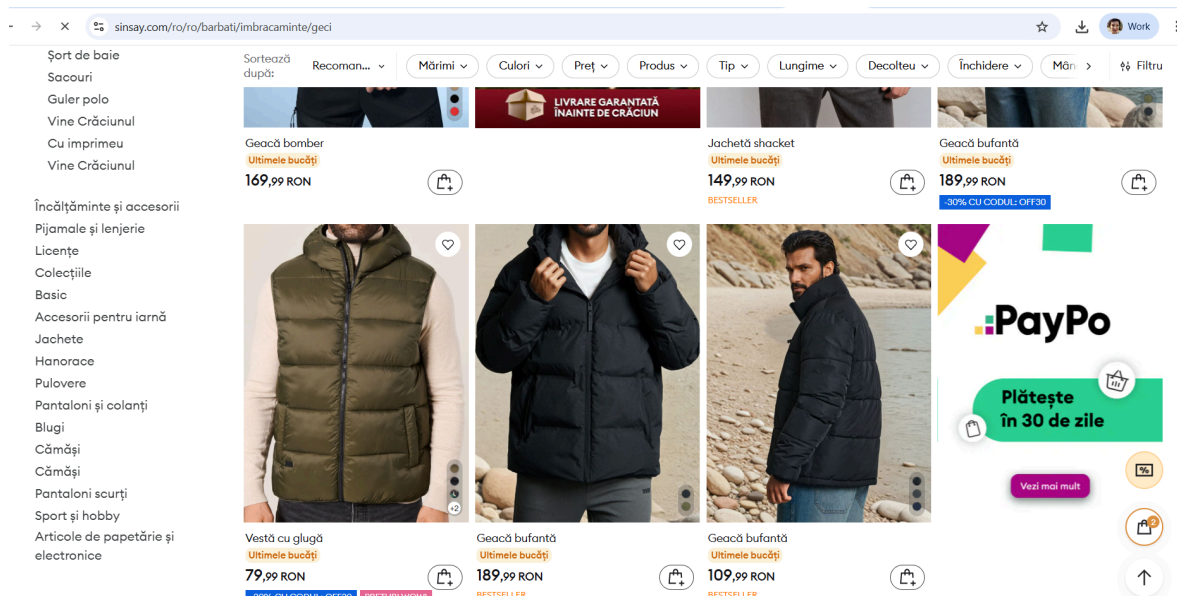 sinsay.com/ro/ro/barbati/imbracaminte/geci
Work
Șort de baie
Sacouri
Guler polo
Vine Crăciunul
Cu imprimeu
Vine Crăciunul
Încălțăminte și accesorii
Pijamale și lenjerie
Licențe
Colecțiile
Basic
Accesorii pentru iarnă
Jachete
Hanorace
Pulovere
Pantaloni și colanți
Blugi
Cămăși
Cămăși
Pantaloni scurți
Sport și hobby
Articole de papetărie și
electronice
Sortează
după:
Recoman...
Mărimi
Culori
Preț
Produs
Tip
Lungime
Decolteu
Închidere
Mân
Filtru
LIVRARE GARANTATĂ
ÎNAINTE DE CRĂCIUN
Geacă bomber
Ultimele bucăți
169,99 RON
Jachetă shacket
Ultimele bucăți
149,99 RON
BESTSELLER
Geacă bufantă
Ultimele bucăți
189,99 RON
-30% CU CODUL: OFF30
+2
Vestă cu glugă
Ultimele bucăți
79,99 RON
-30% CU CODUL: OFF30
Geacă bufantă
Ultimele bucăți
189,99 RON
BESTSELLER
Geacă bufantă
Ultimele bucăți
109,99 RON
BESTSELLER
PayPo
Plătește
în 30 de zile
Vezi mai mult
%
2